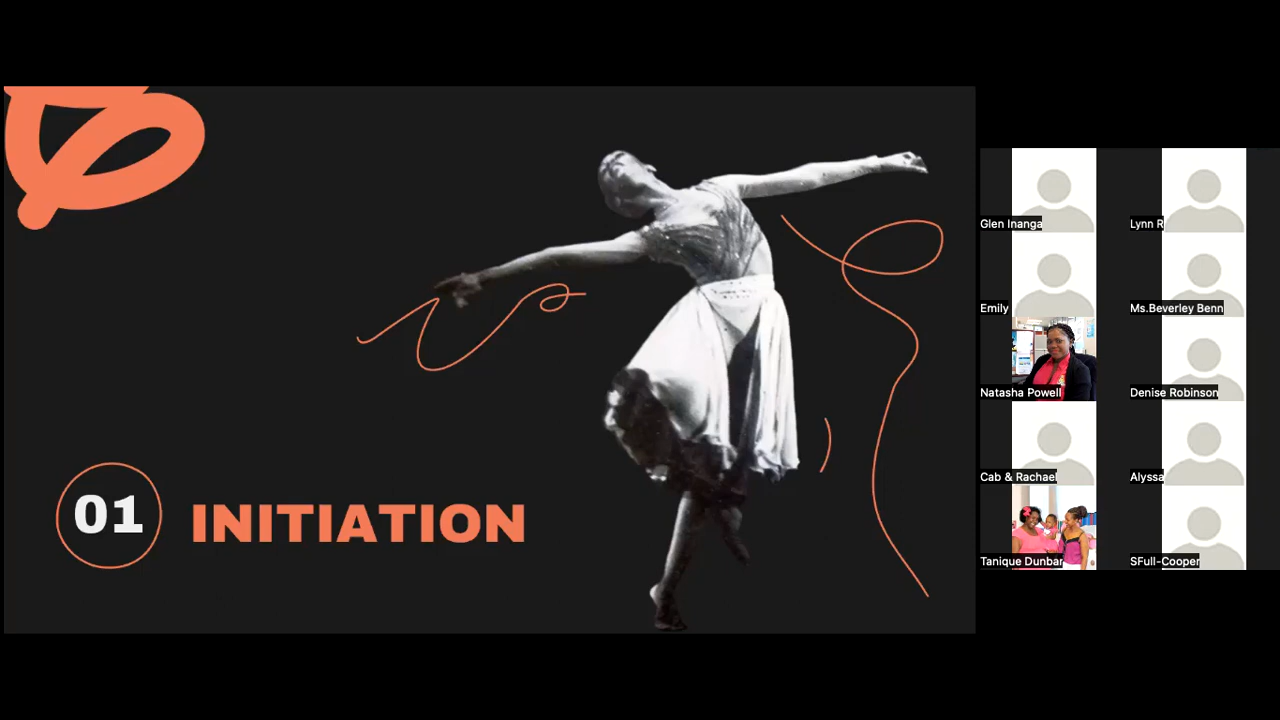 01 INITIATION
Glen Inanga
Lynn R
Emily
Ms.Beverley Benn
Natasha Powell
Denise Robinson
Cab & Rachael
Alyssa
Tanique Dunbar
SFull-Cooper